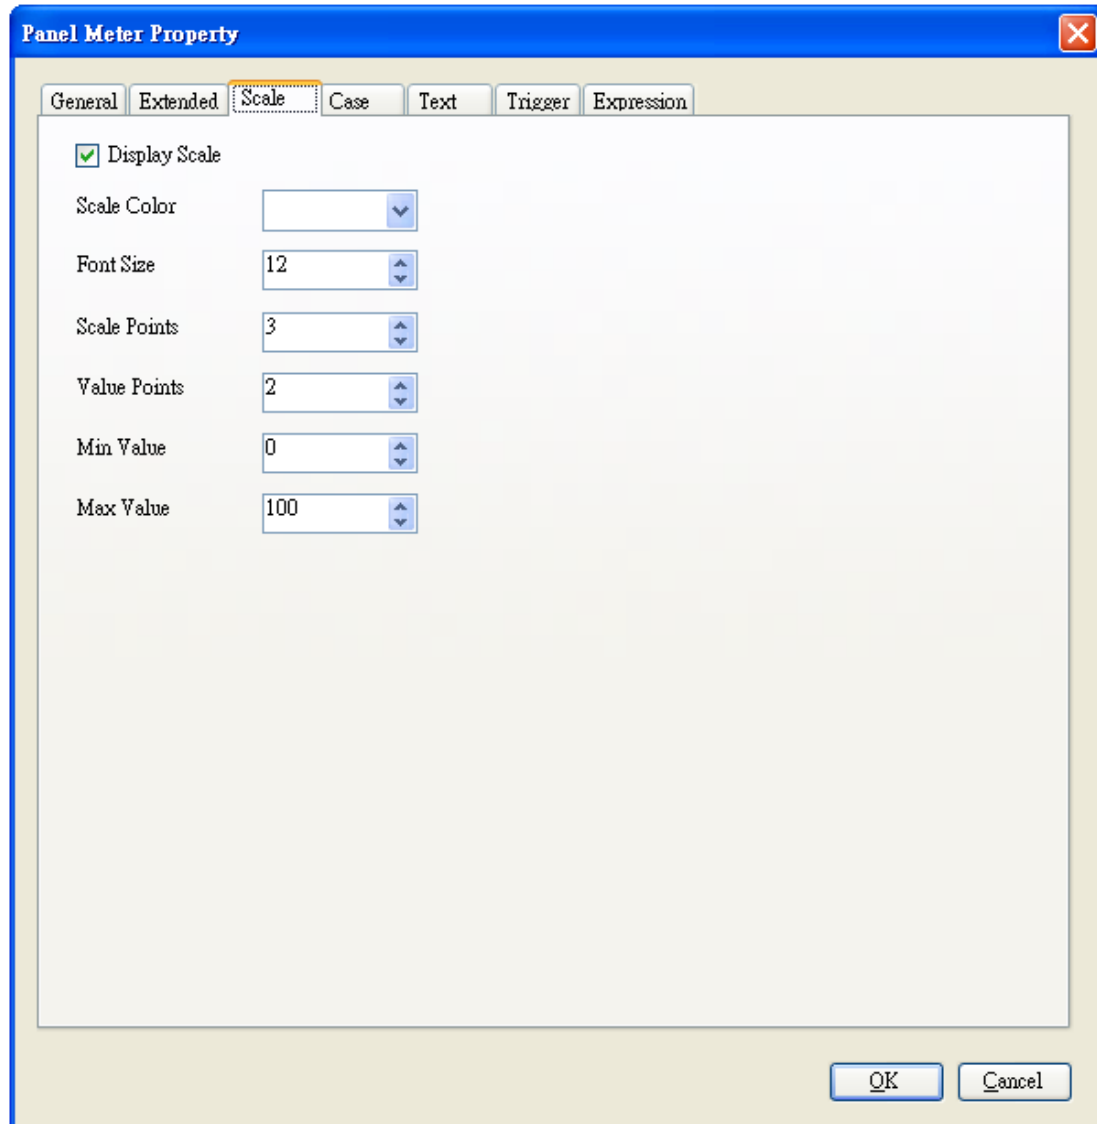 Panel Meter Property
General Extended Scale Case Text Trigger Expression
Display Scale
Scale Color
Font Size 12
Scale Points 3
Value Points 2
Min Value 0
Max Value 100
OK Cancel